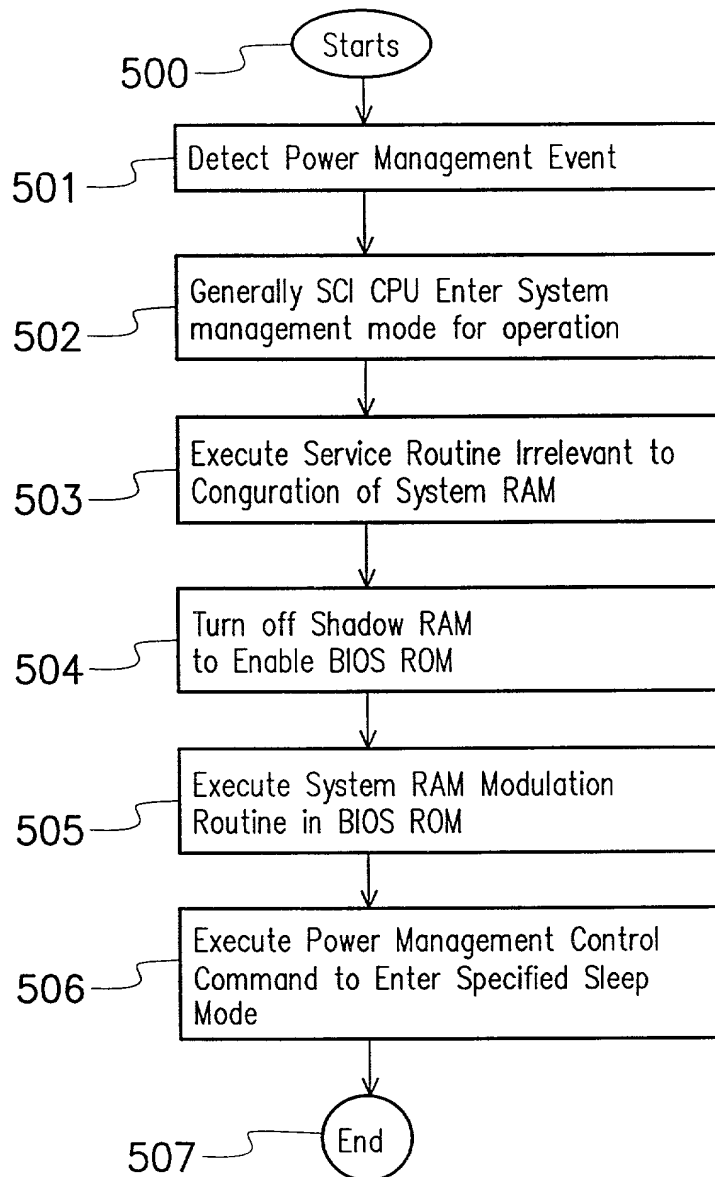 Starts
500
Detect Power Management Event
501
Generally SCI CPU Enter System
management mode for operation
502
Execute Service Routine Irrelevant to
Conguration of System RAM
503
Turn off Shadow RAM
to Enable BIOS ROM
504
Execute System RAM Modulation
Routine in BIOS ROM
505
Execute Power Management Control
Command to Enter Specified Sleep
Mode
506
End
507